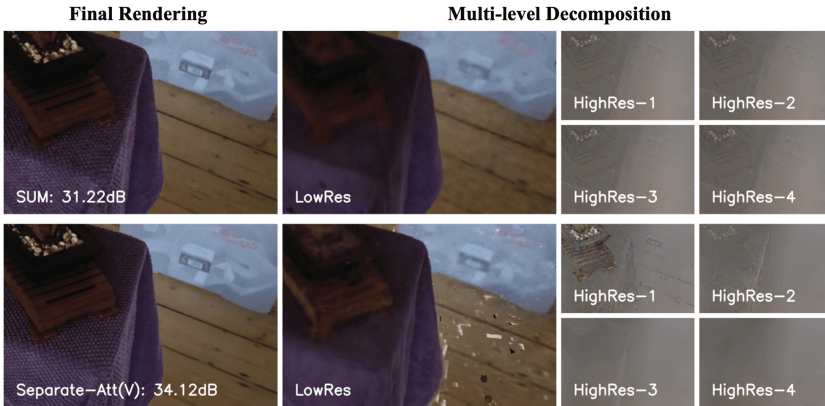 Final Rendering
Multi-level Decomposition
SUM: 31.22dB
LowRes
HighRes-1
HighRes-2
HighRes-3
HighRes-4
Separate-Att(V): 34.12dB
LowRes
HighRes-1
HighRes-2
HighRes-3
HighRes-4